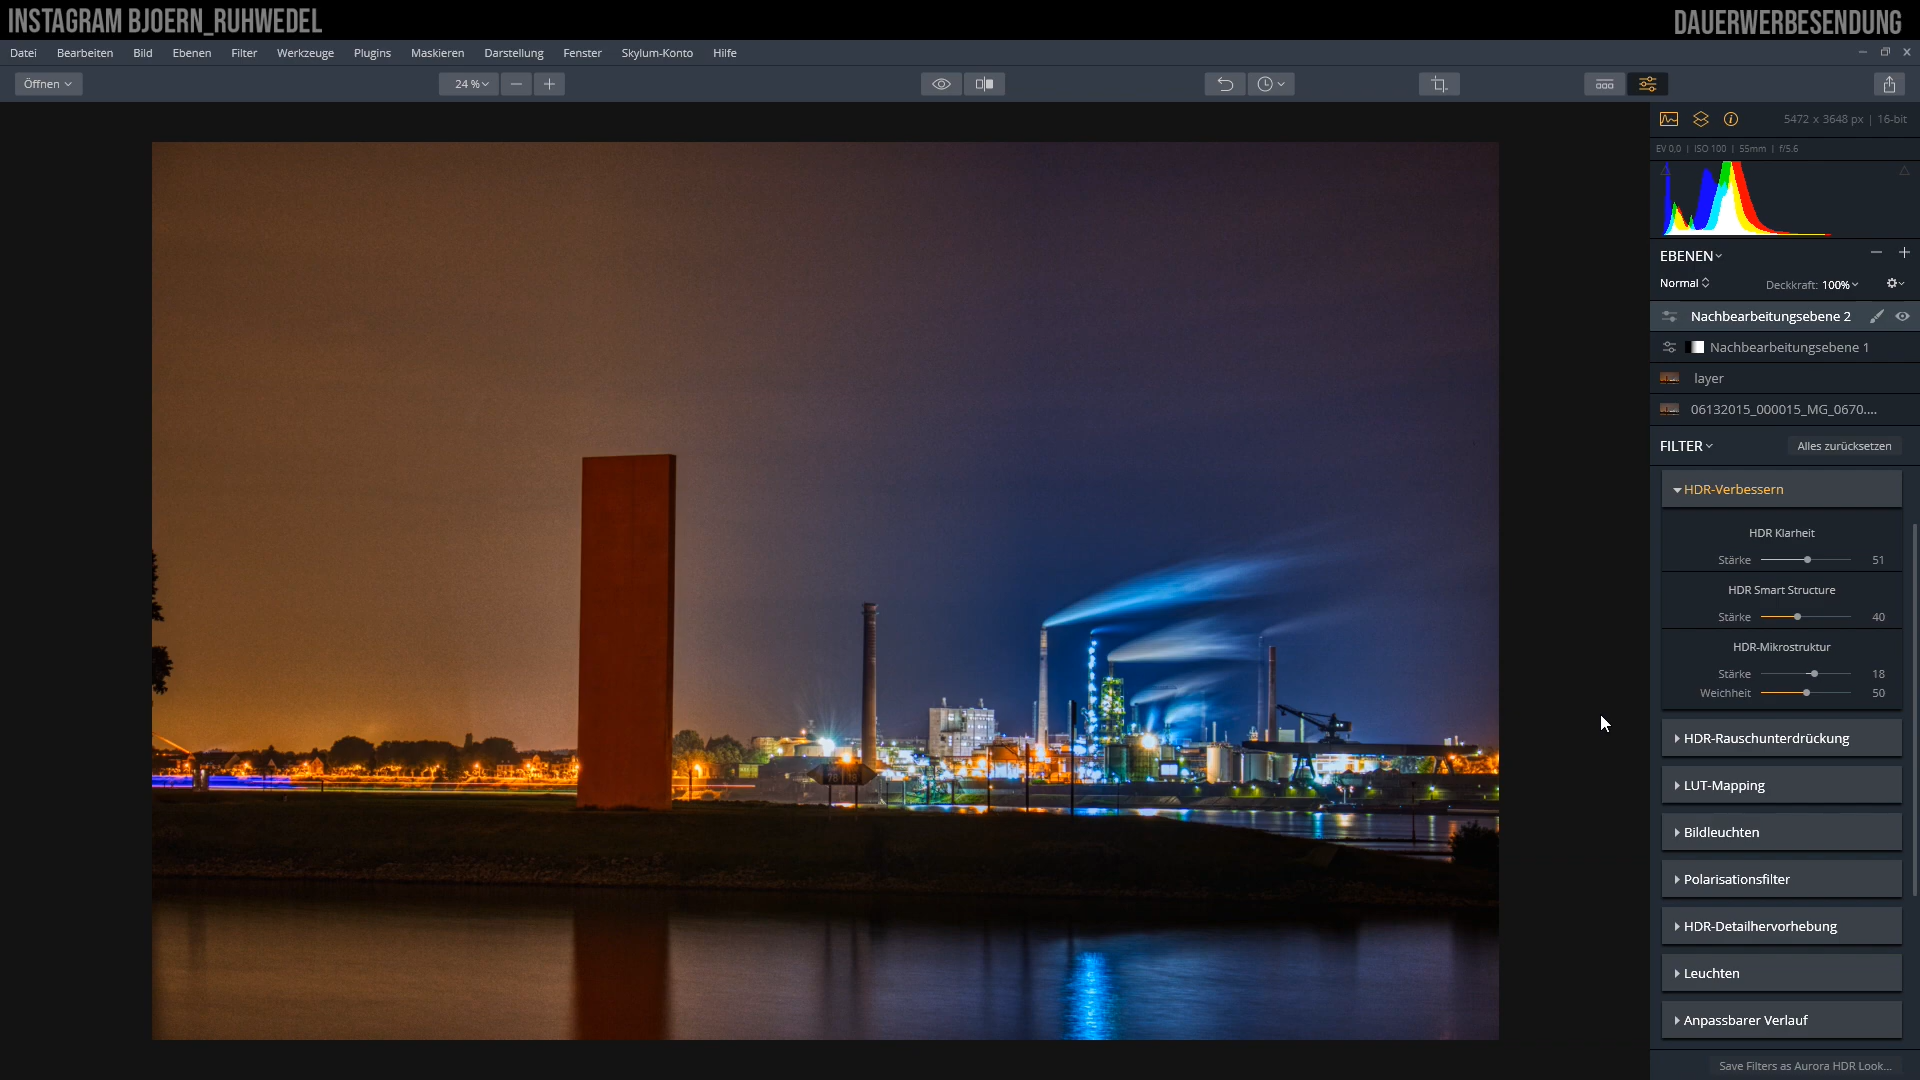 INSTAGRAM BJOERN_RUHWEDEL
DAUERWERBESENDUNG
Datei Bearbeiten Bild Ebenen Filter Werkzeuge Plugins Maskieren Darstellung Fenster Skylum-Konto Hilfe
Öffnen 24 %
5472 x 3648 px | 16-bit
EV 0,0 | ISO 100 | 55mm | f/5.6
EBENEN
Normal Deckkraft: 100%
Nachbearbeitungsebene 2
Nachbearbeitungsebene 1
layer
06132015_000015_MG_0670....
FILTER Alles zurücksetzen
HDR-Verbessern
HDR Klarheit
Stärke 51
HDR Smart Structure
Stärke 40
HDR-Mikrostruktur
Stärke 18
Weichheit 50
HDR-Rauschunterdrückung
LUT-Mapping
Bildleuchten
Polarisationsfilter
HDR-Detailhervorhebung
Leuchten
Anpassbarer Verlauf
Save Filters as Aurora HDR Look...